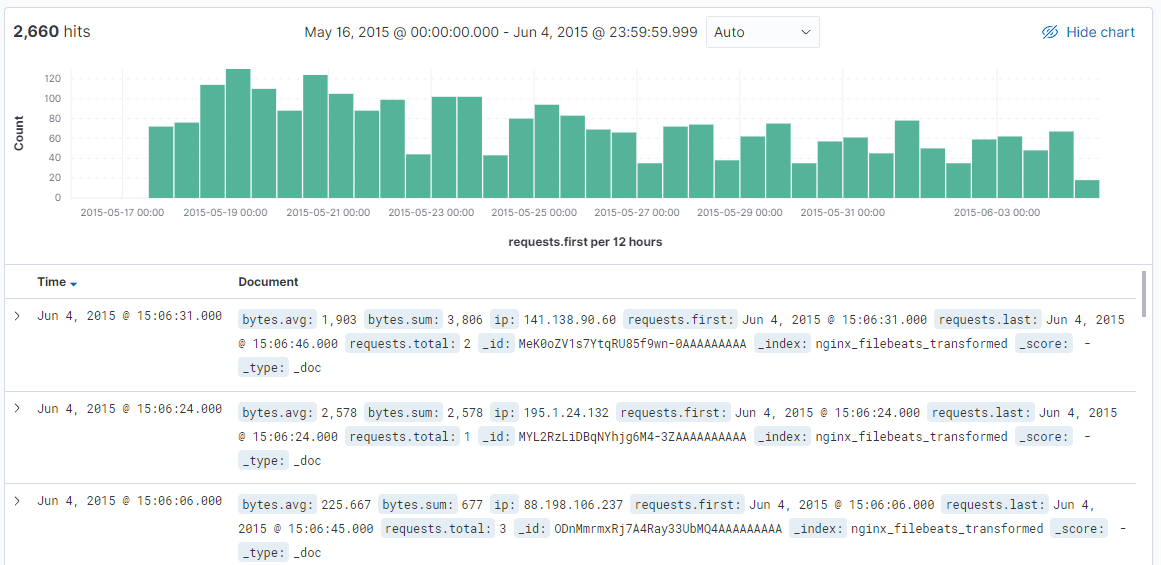 2,660 hits May 16, 2015 @ 00:00:00.000 - Jun 4, 2015 @ 23:59:59.999 Auto Hide chart
120
100
80
60
40
20
0
Count
2015-05-17 00:00 2015-05-19 00:00 2015-05-21 00:00 2015-05-23 00:00 2015-05-25 00:00 2015-05-27 00:00 2015-05-29 00:00 2015-05-31 00:00 2015-06-03 00:00
requests.first per 12 hours
Time Document
Jun 4, 2015 @ 15:06:31.000 bytes.avg: 1,903 bytes.sum: 3,806 ip: 141.138.90.60 requests.first: Jun 4, 2015 @ 15:06:31.000 requests.last: Jun 4, 2015
@ 15:06:46.000 requests.total: 2 _id: MeK0oZV1s7YtqRU85f9wn-0AAAAAAAAA _index: nginx_filebeats_transformed _score: -
_type: _doc
Jun 4, 2015 @ 15:06:24.000 bytes.avg: 2,578 bytes.sum: 2,578 ip: 195.1.24.132 requests.first: Jun 4, 2015 @ 15:06:24.000 requests.last: Jun 4, 2015
@ 15:06:24.000 requests.total: 1 _id: MYL2RzLiDBqNYhjg6M4-3ZAAAAAAAAAA _index: nginx_filebeats_transformed _score: -
_type: _doc
Jun 4, 2015 @ 15:06:06.000 bytes.avg: 225.667 bytes.sum: 677 ip: 88.198.106.237 requests.first: Jun 4, 2015 @ 15:06:06.000 requests.last: Jun 4,
2015 @ 15:06:45.000 requests.total: 3 _id: ODnMmrmxRj7A4Ray33UbMQ4AAAAAAAAA _index: nginx_filebeats_transformed _score: -
_type: _doc